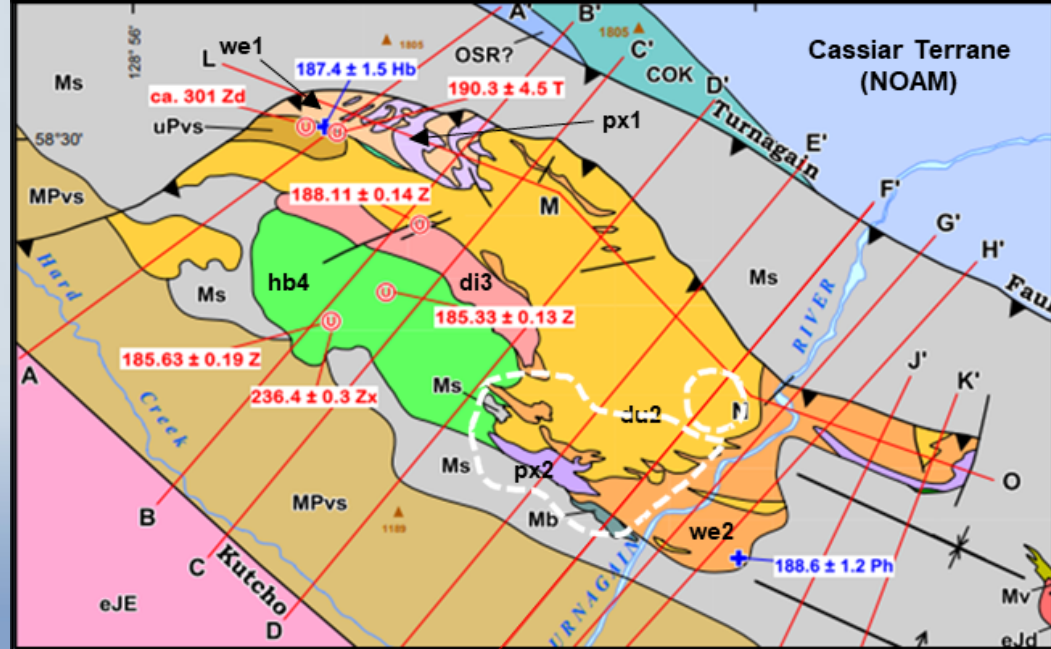 A'
B'
1805
Cassiar Terrane
(NOAM)
we1
OSR?
1805
C'
128° 56'
L
187.4 ± 1.5 Hb
COK
Ms
D'
190.3 ± 4.5 T
ca. 301 Zd
Turnagain
px1
uPvs
58°30'
E'
MPvs
188.11 ± 0.14 Z
F'
M
G'
H'
Hard
hb4
di3
Ms
Ms
Fau
RIVER
185.33 ± 0.13 Z
185.63 ± 0.19 Z
J'
A
236.4 ± 0.3 Zx
Ms
K'
Creek
du2
N
Ms
px2
O
MPvs
Mb
we2
B
1189
188.6 ± 1.2 Ph
C
Kutcho
URNAGAIN
eJE
Mv
D
eJd